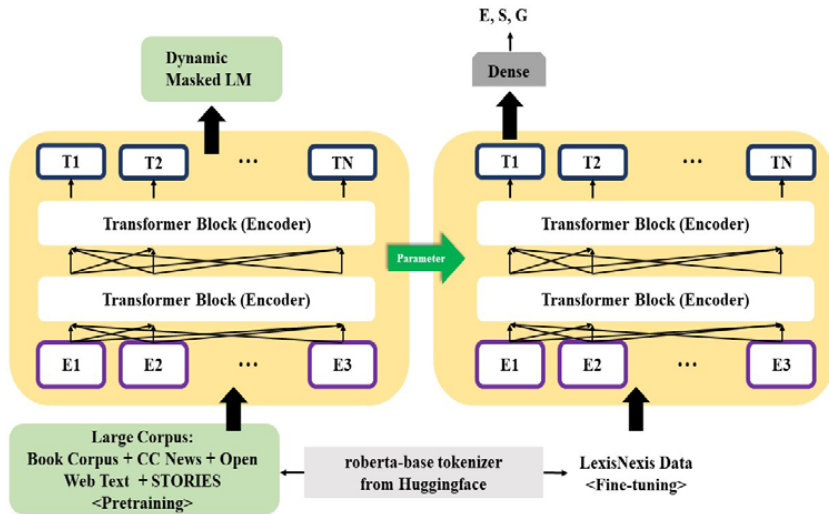 Dynamic
Masked LM
T1
T2
...
TN
Transformer Block (Encoder)
Transformer Block (Encoder)
E1
E2
...
E3
Large Corpus:
Book Corpus + CC News + Open
Web Text + STORIES
<Pretraining>
Parameter
roberta-base tokenizer
from Huggingface
E, S, G
Dense
T1
T2
...
TN
Transformer Block (Encoder)
Transformer Block (Encoder)
E1
E2
...
E3
LexisNexis Data
<Fine-tuning>